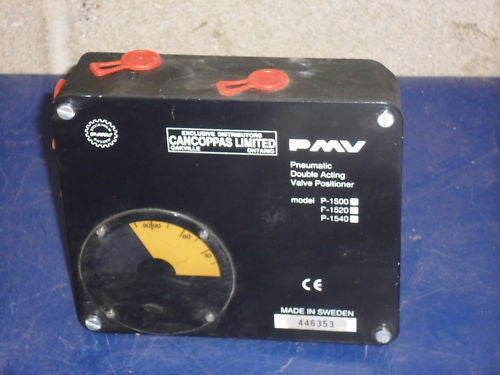 PMV
EXCLUSIVE DISTRIBUTORS
CANCOPPAS LIMITED
OAKVILLE ONTARIO
PMV
Pneumatic
Double Acting
Valve Positioner
model P-1500
P-1520
P-1540
CE
MADE IN SWEDEN
446353